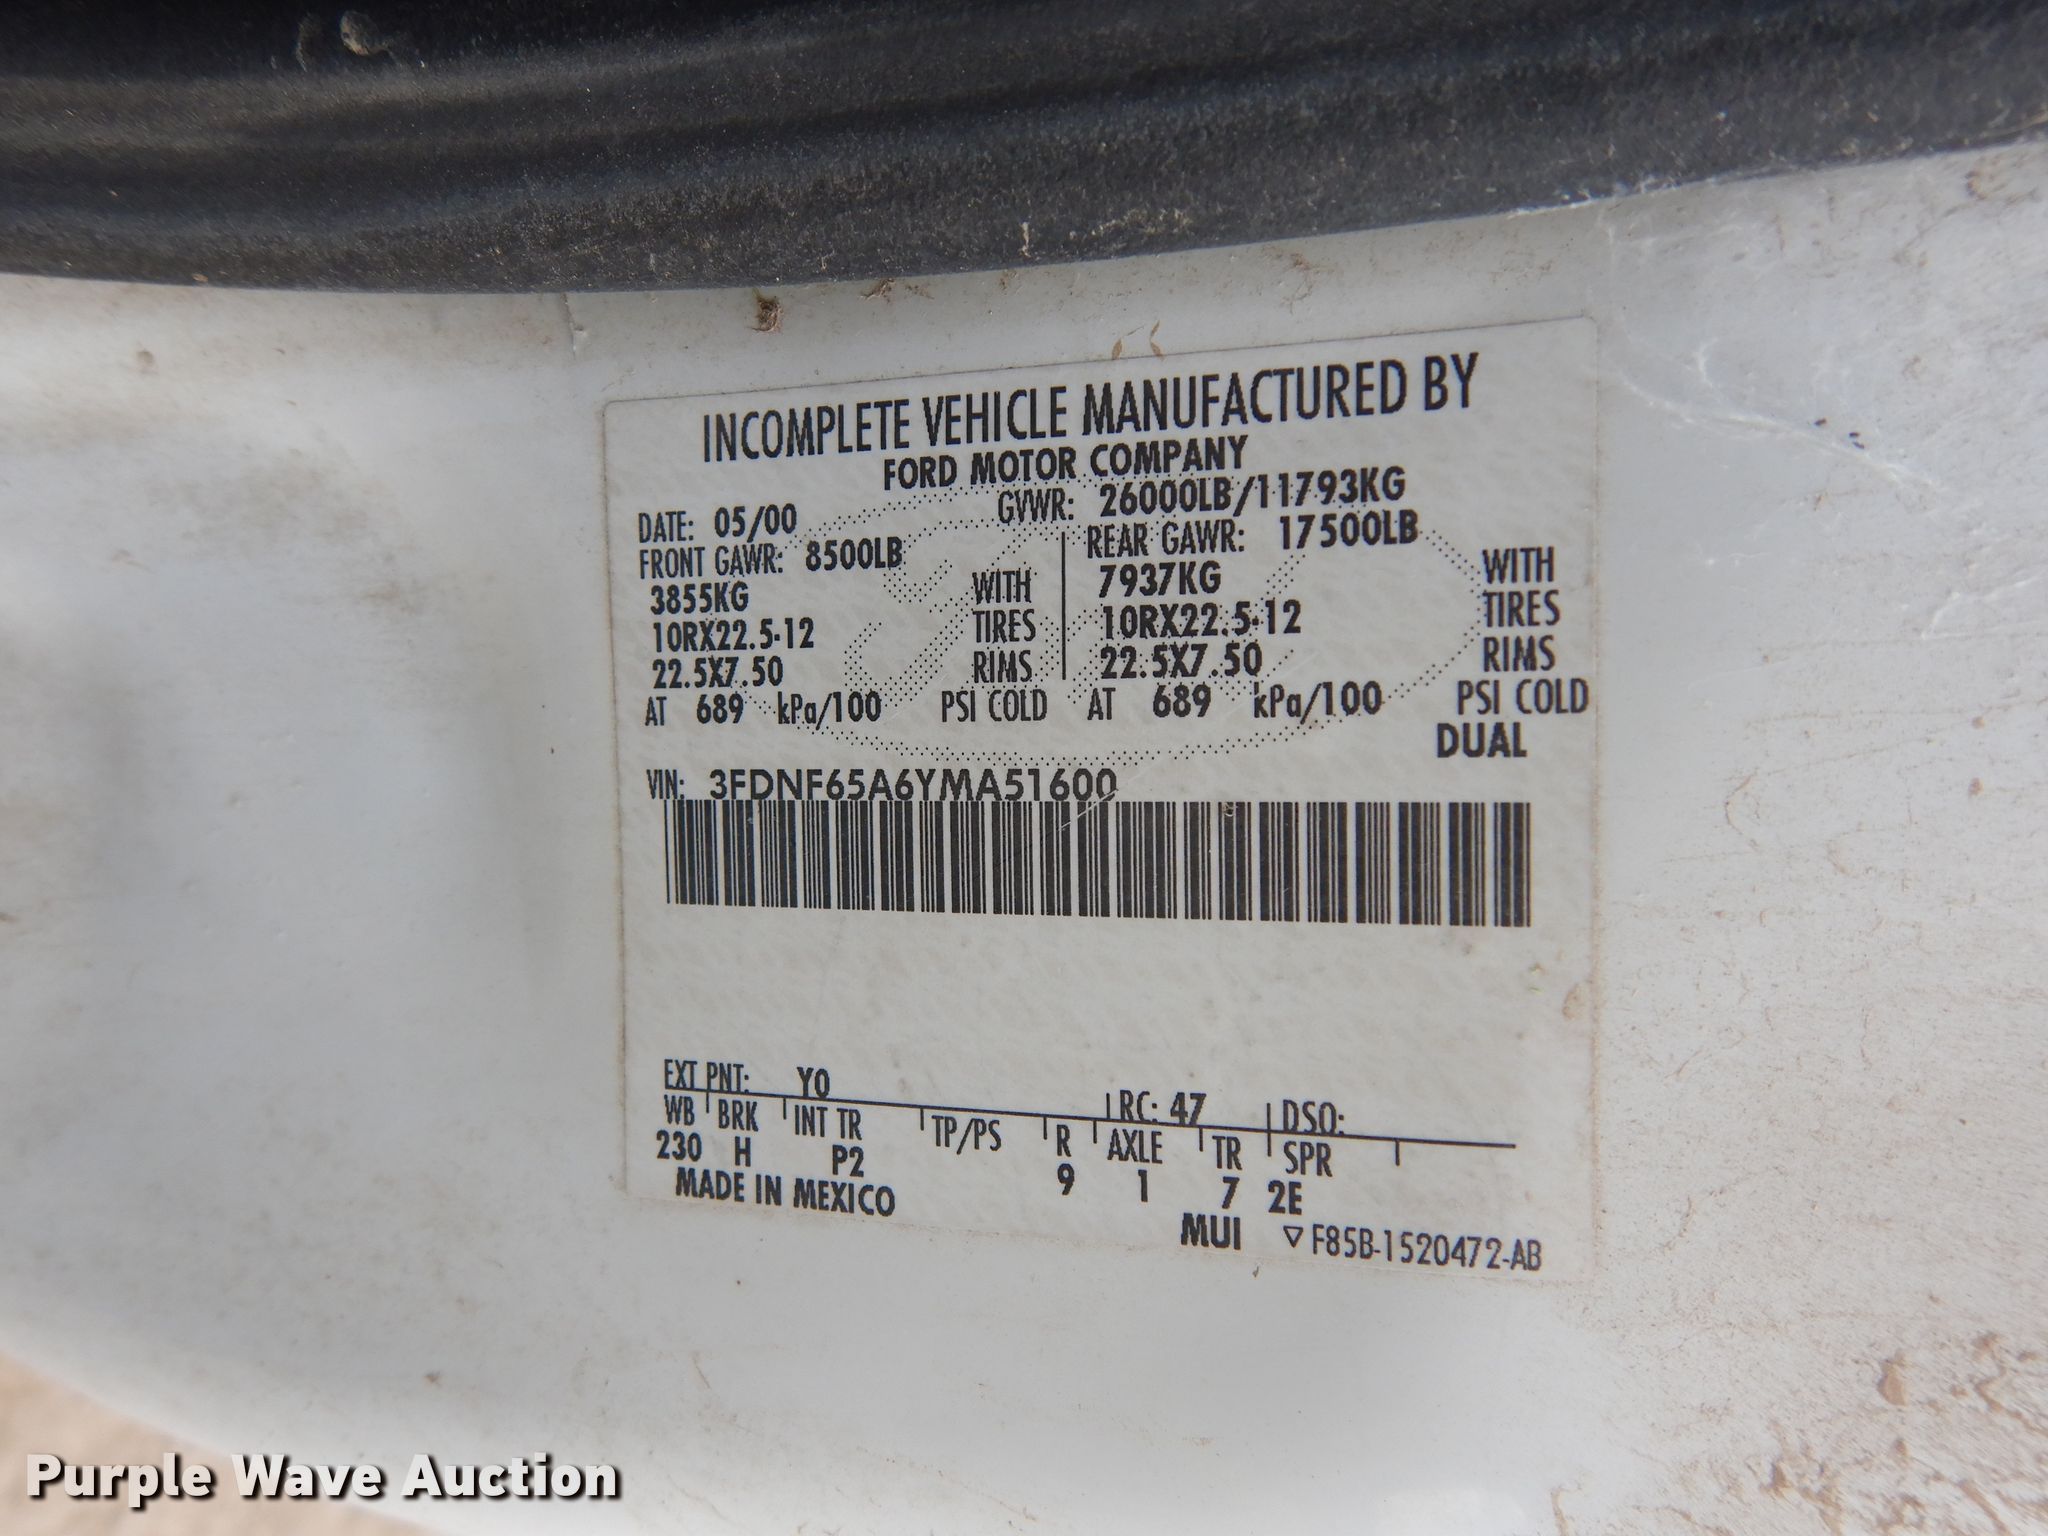 INCOMPLETE VEHICLE MANUFACTURED BY
FORD MOTOR COMPANY
DATE: 05/00 GVWR: 26000LB/11793KG
FRONT GAWR: 8500LB REAR GAWR: 17500LB
3855KG WITH 7937KG WITH
10RX22.5-12 TIRES 10RX22.5-12 TIRES
22.5X7.50 RIMS 22.5X7.50 RIMS
AT 689 kPa/100 PSI COLD AT 689 kPa/100 PSI COLD
DUAL
VIN: 3FDNF65A6YMA51600
EXT PNT: Y0 RC: 47 DSO:
WB BRK INT TR TP/PS R AXLE TR SPR
230 H P2 9 1 7 2E
MADE IN MEXICO
MUI ▽ F85B-1520472-AB
Purple Wave Auction